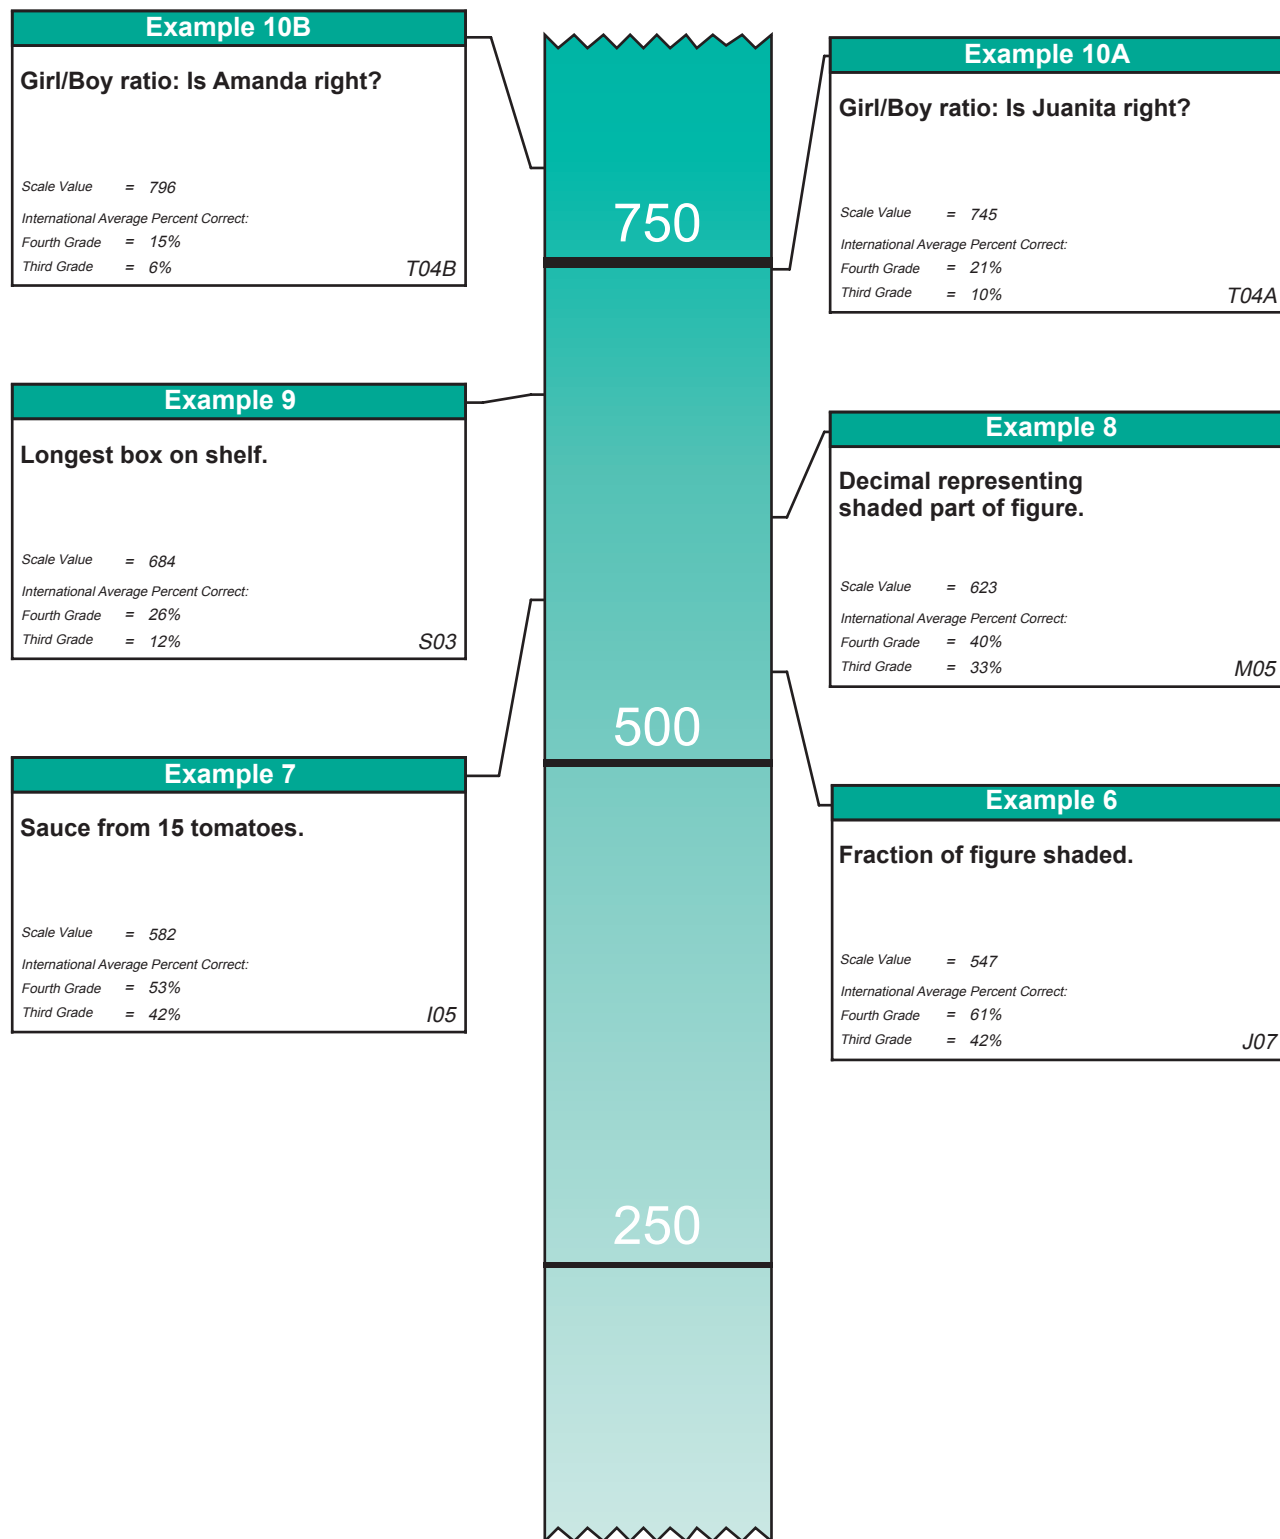 Example 10B
Girl/Boy ratio: Is Amanda right?
Scale Value = 796
International Average Percent Correct:
Fourth Grade = 15%
Third Grade = 6%
T04B
Example 10A
Girl/Boy ratio: Is Juanita right?
Scale Value = 745
International Average Percent Correct:
Fourth Grade = 21%
Third Grade = 10%
T04A
750
Example 9
Longest box on shelf.
Scale Value = 684
International Average Percent Correct:
Fourth Grade = 26%
Third Grade = 12%
S03
Example 8
Decimal representing
shaded part of figure.
Scale Value = 623
International Average Percent Correct:
Fourth Grade = 40%
Third Grade = 33%
M05
500
Example 7
Sauce from 15 tomatoes.
Scale Value = 582
International Average Percent Correct:
Fourth Grade = 53%
Third Grade = 42%
I05
Example 6
Fraction of figure shaded.
Scale Value = 547
International Average Percent Correct:
Fourth Grade = 61%
Third Grade = 42%
J07
250